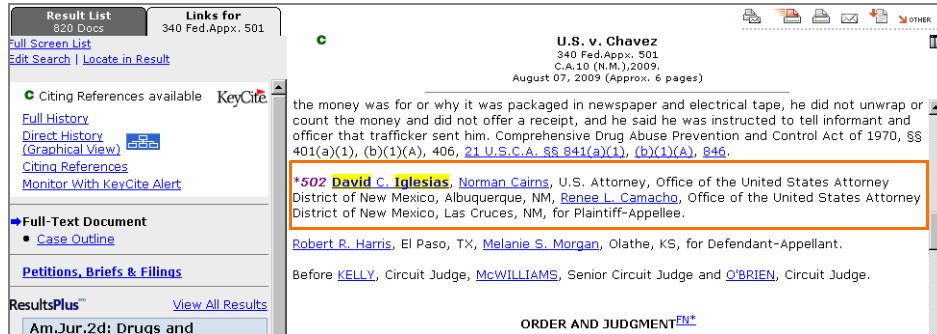 Result List
820 Docs
Links for
340 Fed.Appx. 501
Full Screen List
Edit Search | Locate in Result
C Citing References available KeyCite.
Full History
Direct History
(Graphical View)
Citing References
Monitor With KeyCite Alert
Full-Text Document
• Case Outline
Petitions, Briefs & Filings
ResultsPlus™ View All Results
Am.Jur.2d: Drugs and
OTHER
C
U.S. v. Chavez
340 Fed.Appx. 501
C.A.10 (N.M.),2009.
August 07, 2009 (Approx. 6 pages)
the money was for or why it was packaged in newspaper and electrical tape, he did not unwrap or
count the money and did not offer a receipt, and he said he was instructed to tell informant and
officer that trafficker sent him. Comprehensive Drug Abuse Prevention and Control Act of 1970, §§
401(a)(1), (b)(1)(A), 406, 21 U.S.C.A. §§ 841(a)(1), (b)(1)(A), 846.
*502 David C. Iglesias, Norman Cairns, U.S. Attorney, Office of the United States Attorney
District of New Mexico, Albuquerque, NM, Renee L. Camacho, Office of the United States Attorney
District of New Mexico, Las Cruces, NM, for Plaintiff-Appellee.
Robert R. Harris, El Paso, TX, Melanie S. Morgan, Olathe, KS, for Defendant-Appellant.
Before KELLY, Circuit Judge, McWILLIAMS, Senior Circuit Judge and O'BRIEN, Circuit Judge.
ORDER AND JUDGMENT FN*